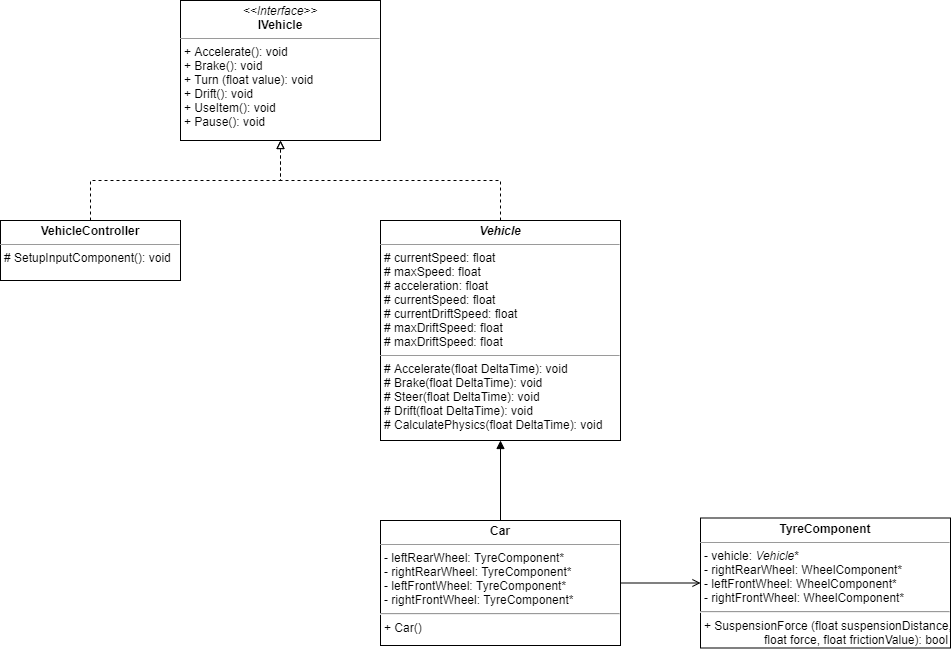 <<Interface>>
IVehicle
+ Accelerate(): void
+ Brake(): void
+ Turn (float value): void
+ Drift(): void
+ UseItem(): void
+ Pause(): void
VehicleController
# SetupInputComponent(): void
Vehicle
# currentSpeed: float
# maxSpeed: float
# acceleration: float
# currentSpeed: float
# currentDriftSpeed: float
# maxDriftSpeed: float
# maxDriftSpeed: float
# Accelerate(float DeltaTime): void
# Brake(float DeltaTime): void
# Steer(float DeltaTime): void
# Drift(float DeltaTime): void
# CalculatePhysics(float DeltaTime): void
Car
- leftRearWheel: TyreComponent*
- rightRearWheel: TyreComponent*
- leftFrontWheel: TyreComponent*
- rightFrontWheel: TyreComponent*
+ Car()
TyreComponent
- vehicle: Vehicle*
- rightRearWheel: WheelComponent*
- leftFrontWheel: WheelComponent*
- rightFrontWheel: WheelComponent*
+ SuspensionForce (float suspensionDistance,
float force, float frictionValue): bool